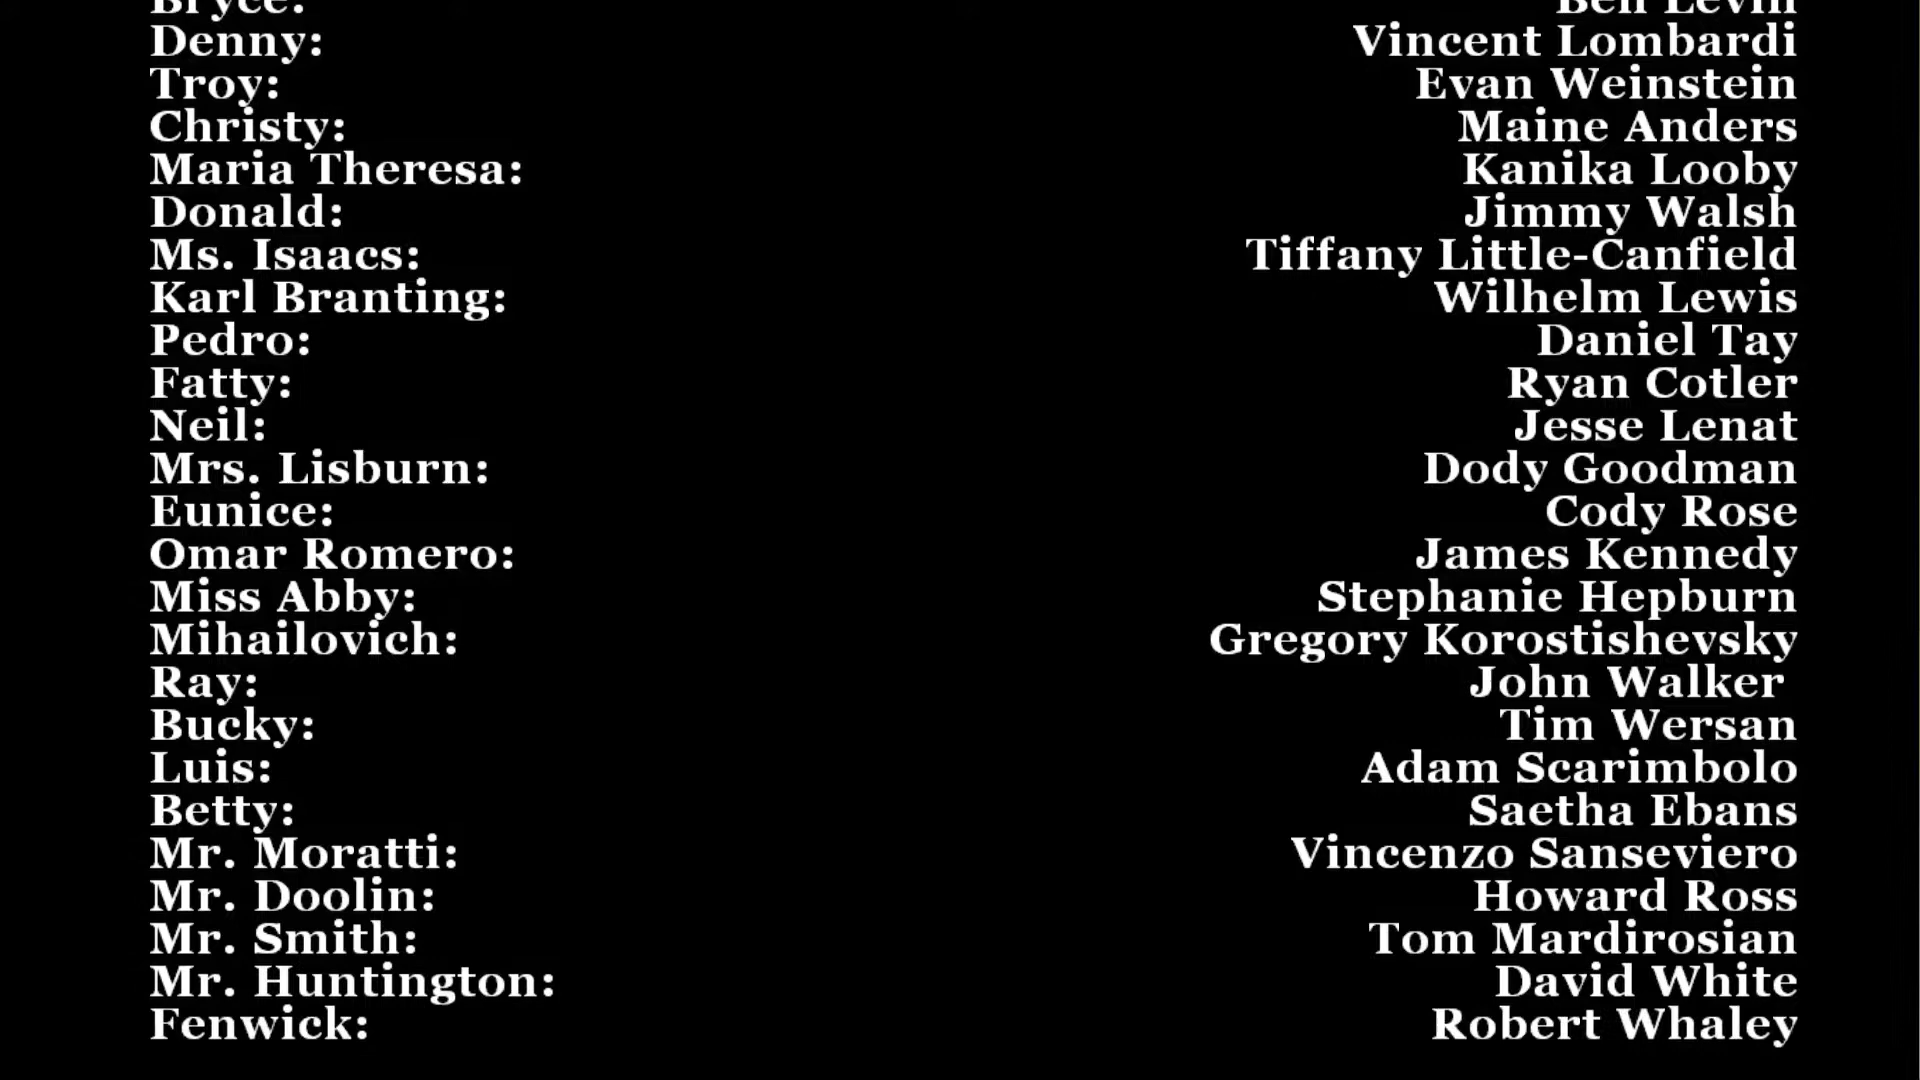 Bryce: Ben Levin
Denny: Vincent Lombardi
Troy: Evan Weinstein
Christy: Maine Anders
Maria Theresa: Kanika Looby
Donald: Jimmy Walsh
Ms. Isaacs: Tiffany Little-Canfield
Karl Branting: Wilhelm Lewis
Pedro: Daniel Tay
Fatty: Ryan Cotler
Neil: Jesse Lenat
Mrs. Lisburn: Dody Goodman
Eunice: Cody Rose
Omar Romero: James Kennedy
Miss Abby: Stephanie Hepburn
Mihailovich: Gregory Korostishevsky
Ray: John Walker
Bucky: Tim Wersan
Luis: Adam Scarimbolo
Betty: Saetha Ebans
Mr. Moratti: Vincenzo Sanseviero
Mr. Doolin: Howard Ross
Mr. Smith: Tom Mardirosian
Mr. Huntington: David White
Fenwick: Robert Whaley